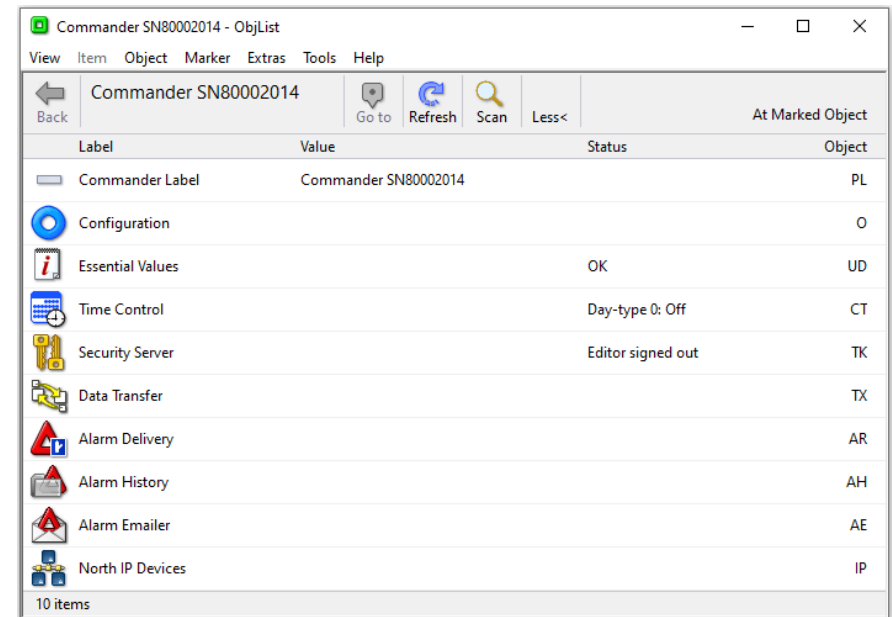 Commander SN80002014 - ObjList
View Item Object Marker Extras Tools Help
Back Commander SN80002014 Go to Refresh Scan Less< At Marked Object
Label Value Status Object
Commander Label Commander SN80002014 PL
Configuration O
Essential Values OK UD
Time Control Day-type 0: Off CT
Security Server Editor signed out TK
Data Transfer TX
Alarm Delivery AR
Alarm History AH
Alarm Emailer AE
North IP Devices IP
10 items